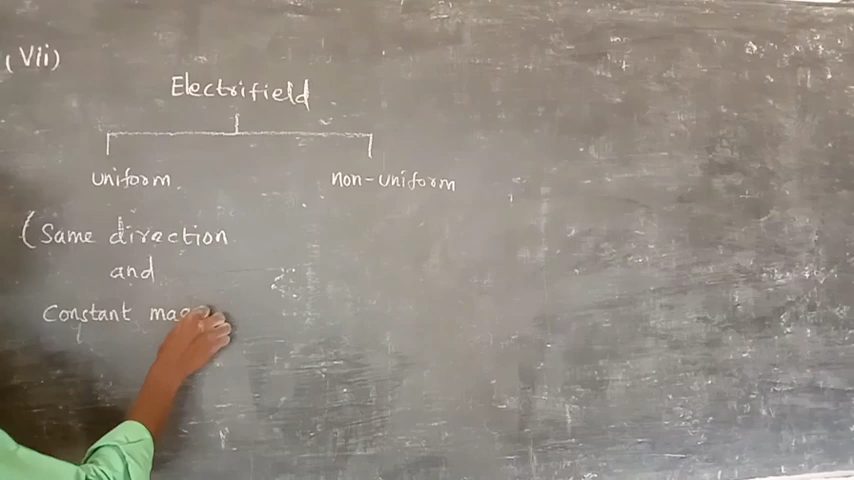 (Vii)
Electrifield
uniform
non-uniform
(Same direction
and
Constant